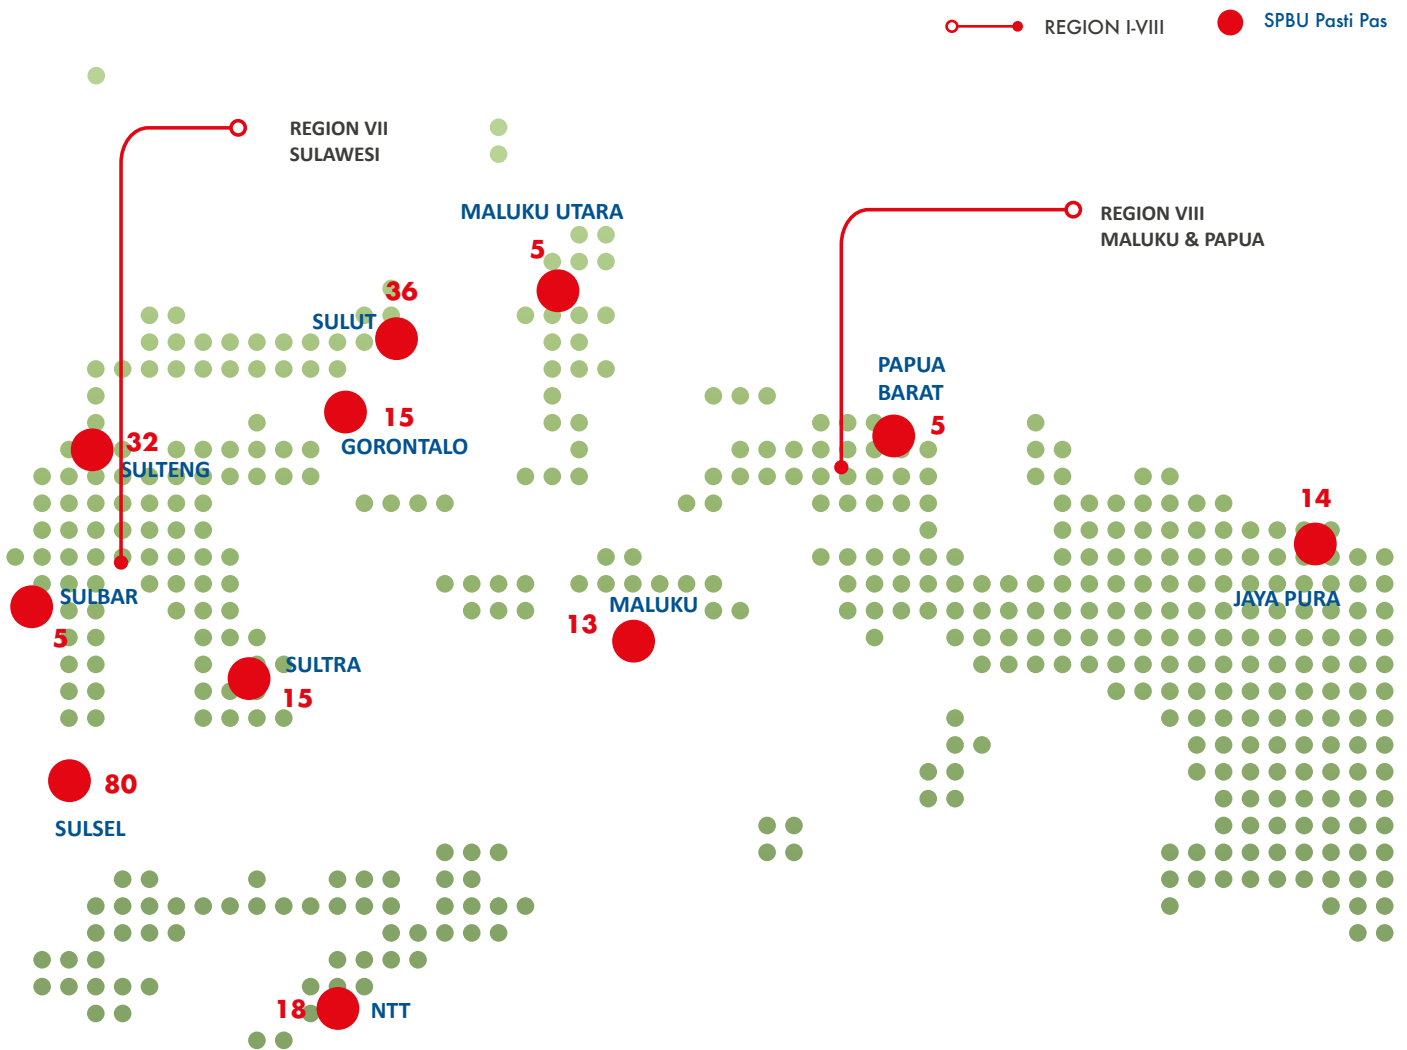 REGION I-VIII
SPBU Pasti Pas
REGION VII
SULAWESI
MALUKU UTARA
5
REGION VIII
MALUKU & PAPUA
36
SULUT
PAPUA
BARAT
5
15
GORONTALO
32
SULTENG
14
JAYA PURA
SULBAR
5
MALUKU
13
SULTRA
15
80
SULSEL
18
NTT